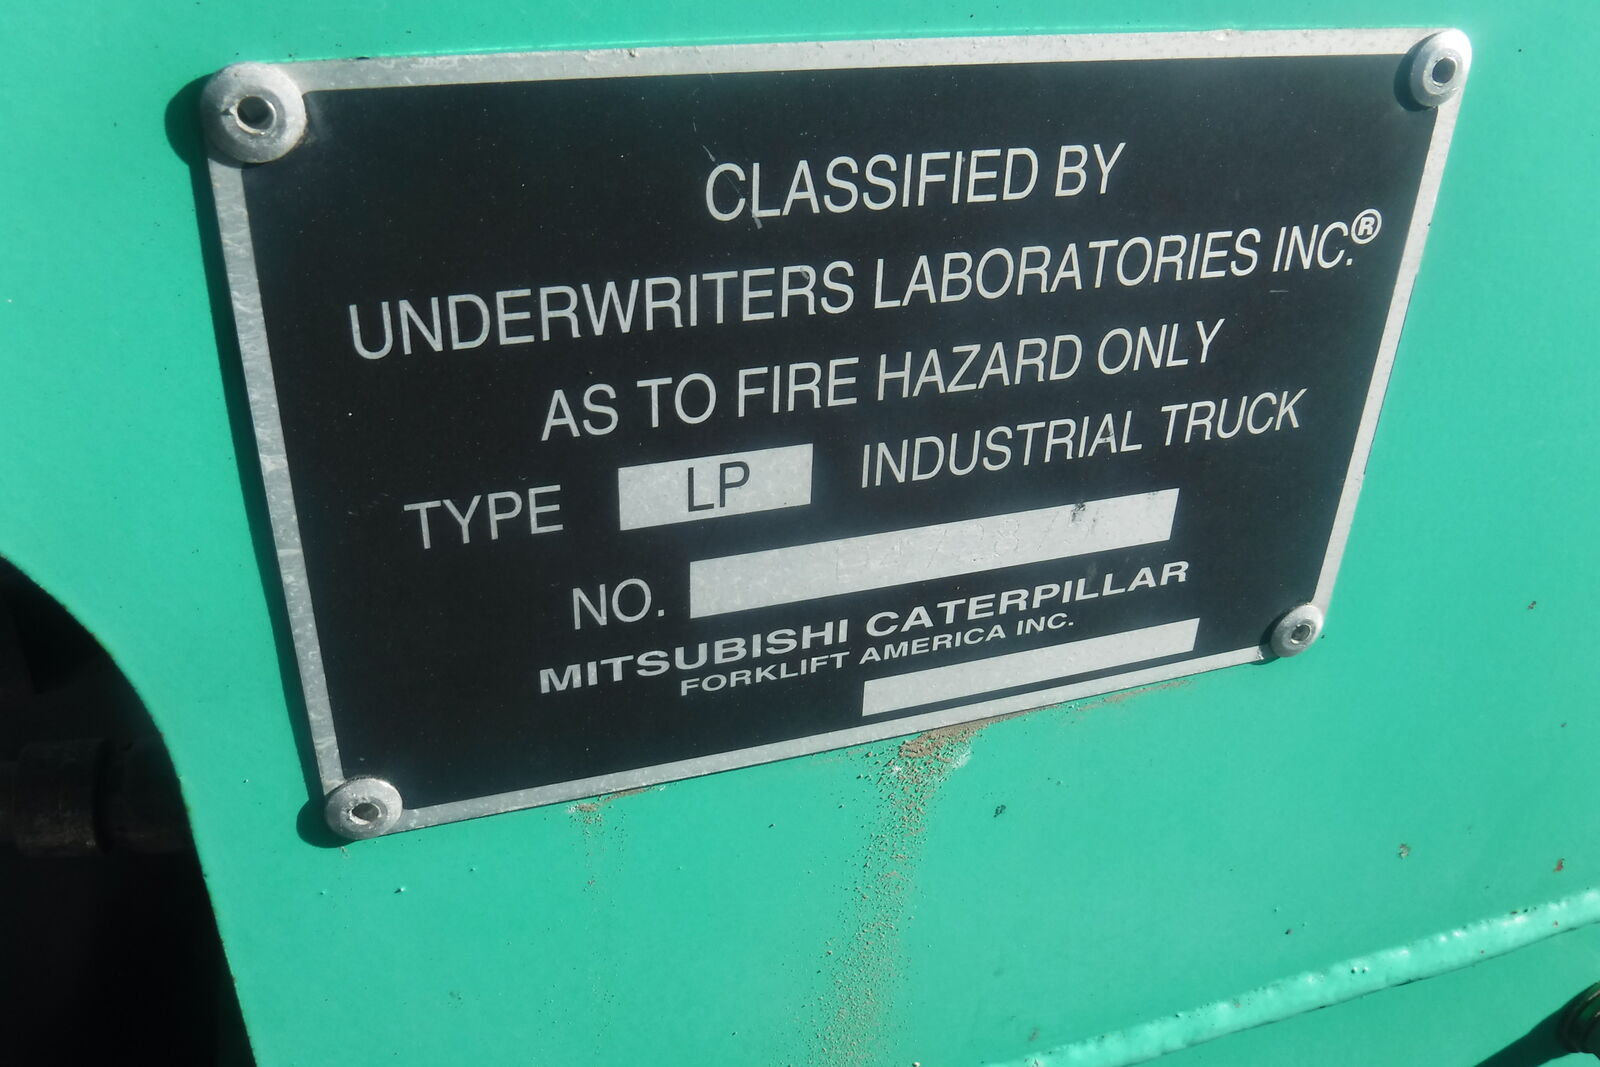 CLASSIFIED BY
UNDERWRITERS LABORATORIES INC.®
AS TO FIRE HAZARD ONLY
TYPE LP INDUSTRIAL TRUCK
NO.
MITSUBISHI CATERPILLAR
FORKLIFT AMERICA INC.